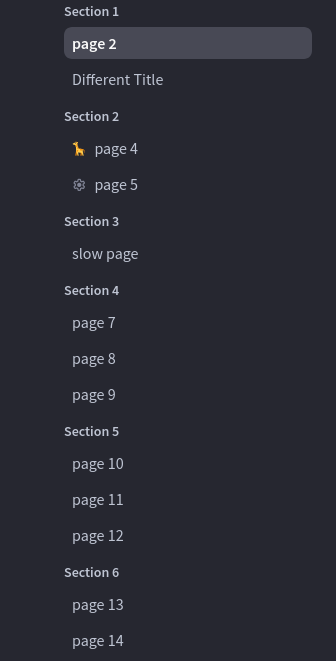 Section 1
page 2
Different Title
Section 2
🦒 page 4
⚙ page 5
Section 3
slow page
Section 4
page 7
page 8
page 9
Section 5
page 10
page 11
page 12
Section 6
page 13
page 14